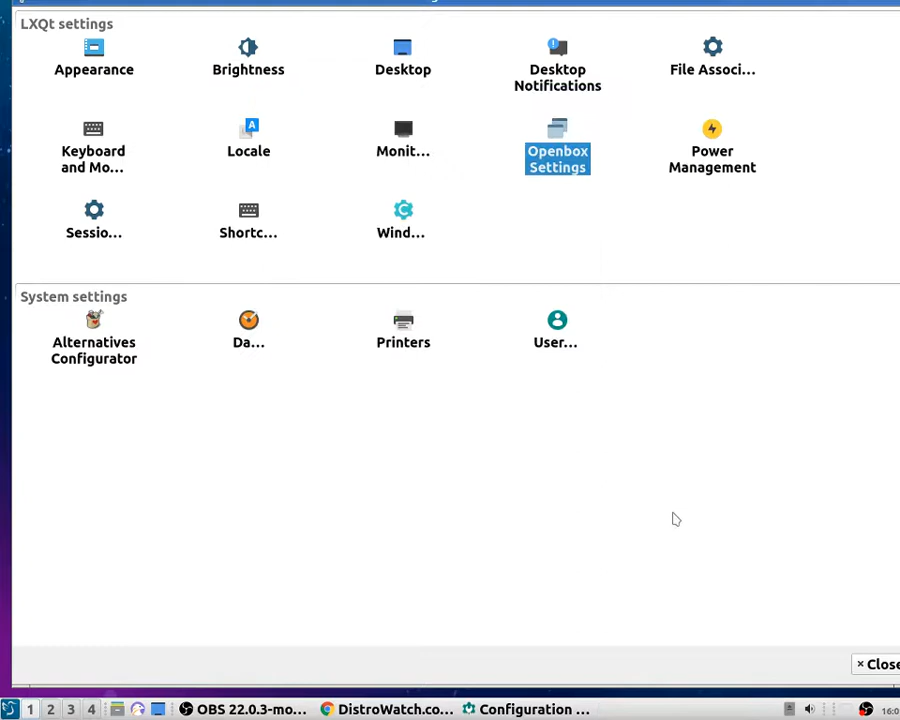 LXQt settings
Appearance
Brightness
Desktop
Desktop
Notifications
File Associ...
Keyboard
and Mo...
Locale
Monit...
Openbox
Settings
Power
Management
Sessio...
Shortc...
Wind...
System settings
Alternatives
Configurator
Da...
Printers
User...
× Close
1 2 3 4 OBS 22.0.3-mo... DistroWatch.co... Configuration ...